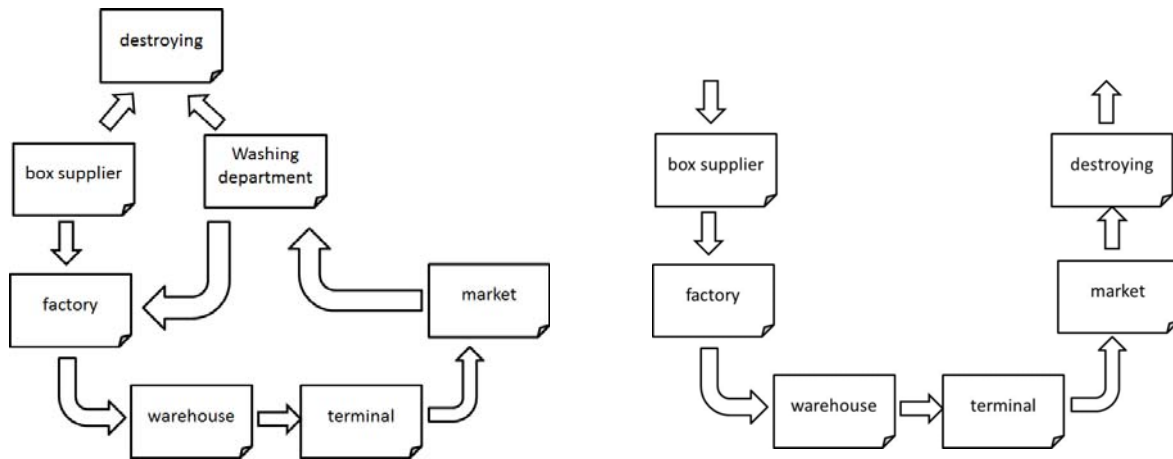 destroying
box supplier
Washing
department
factory
market
warehouse
terminal
box supplier
destroying
factory
market
warehouse
terminal